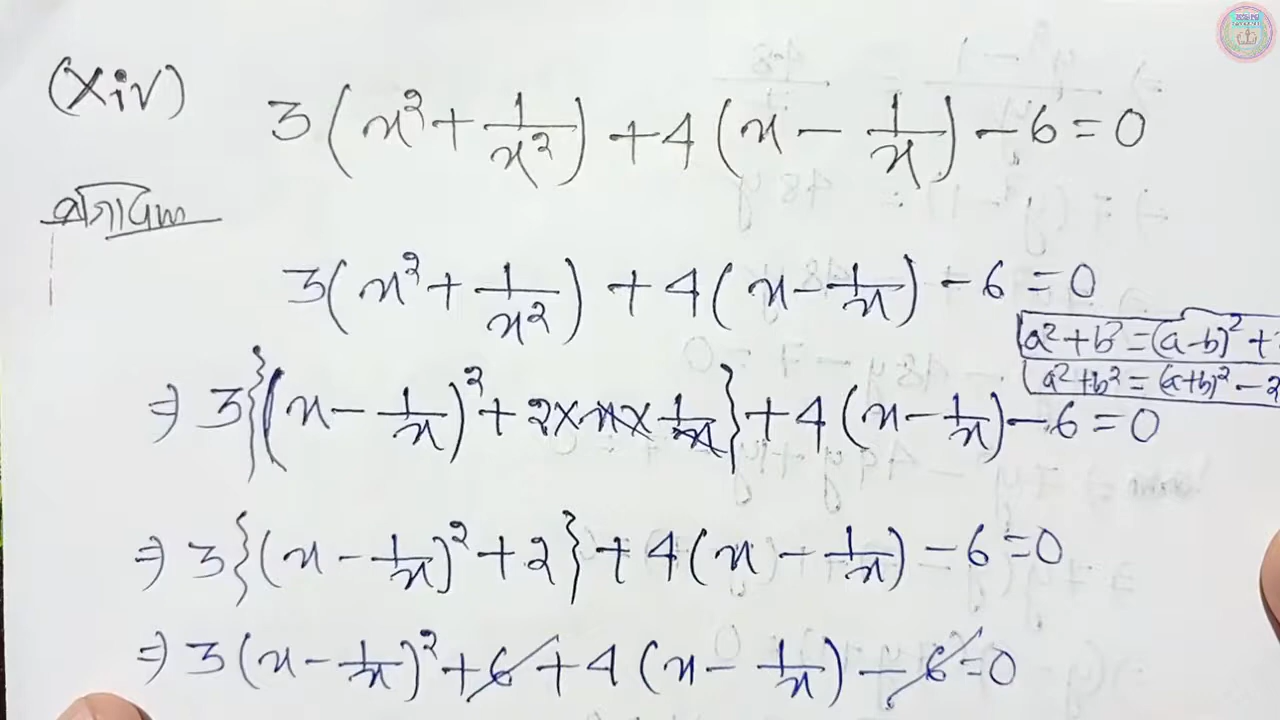 (xiv) 3(x² + 1/x²) + 4(x - 1/x) - 6 = 0
3(x² + 1/x²) + 4(x - 1/x) - 6 = 0
a² + b² = (a-b)² +
a² + b² = (a+b)² - 2
⇒ 3{(x - 1/x)² + 2 × x × 1/x} + 4(x - 1/x) - 6 = 0
⇒ 3{(x - 1/x)² + 2} + 4(x - 1/x) - 6 = 0
⇒ 3(x - 1/x)² + 6 + 4(x - 1/x) - 6 = 0